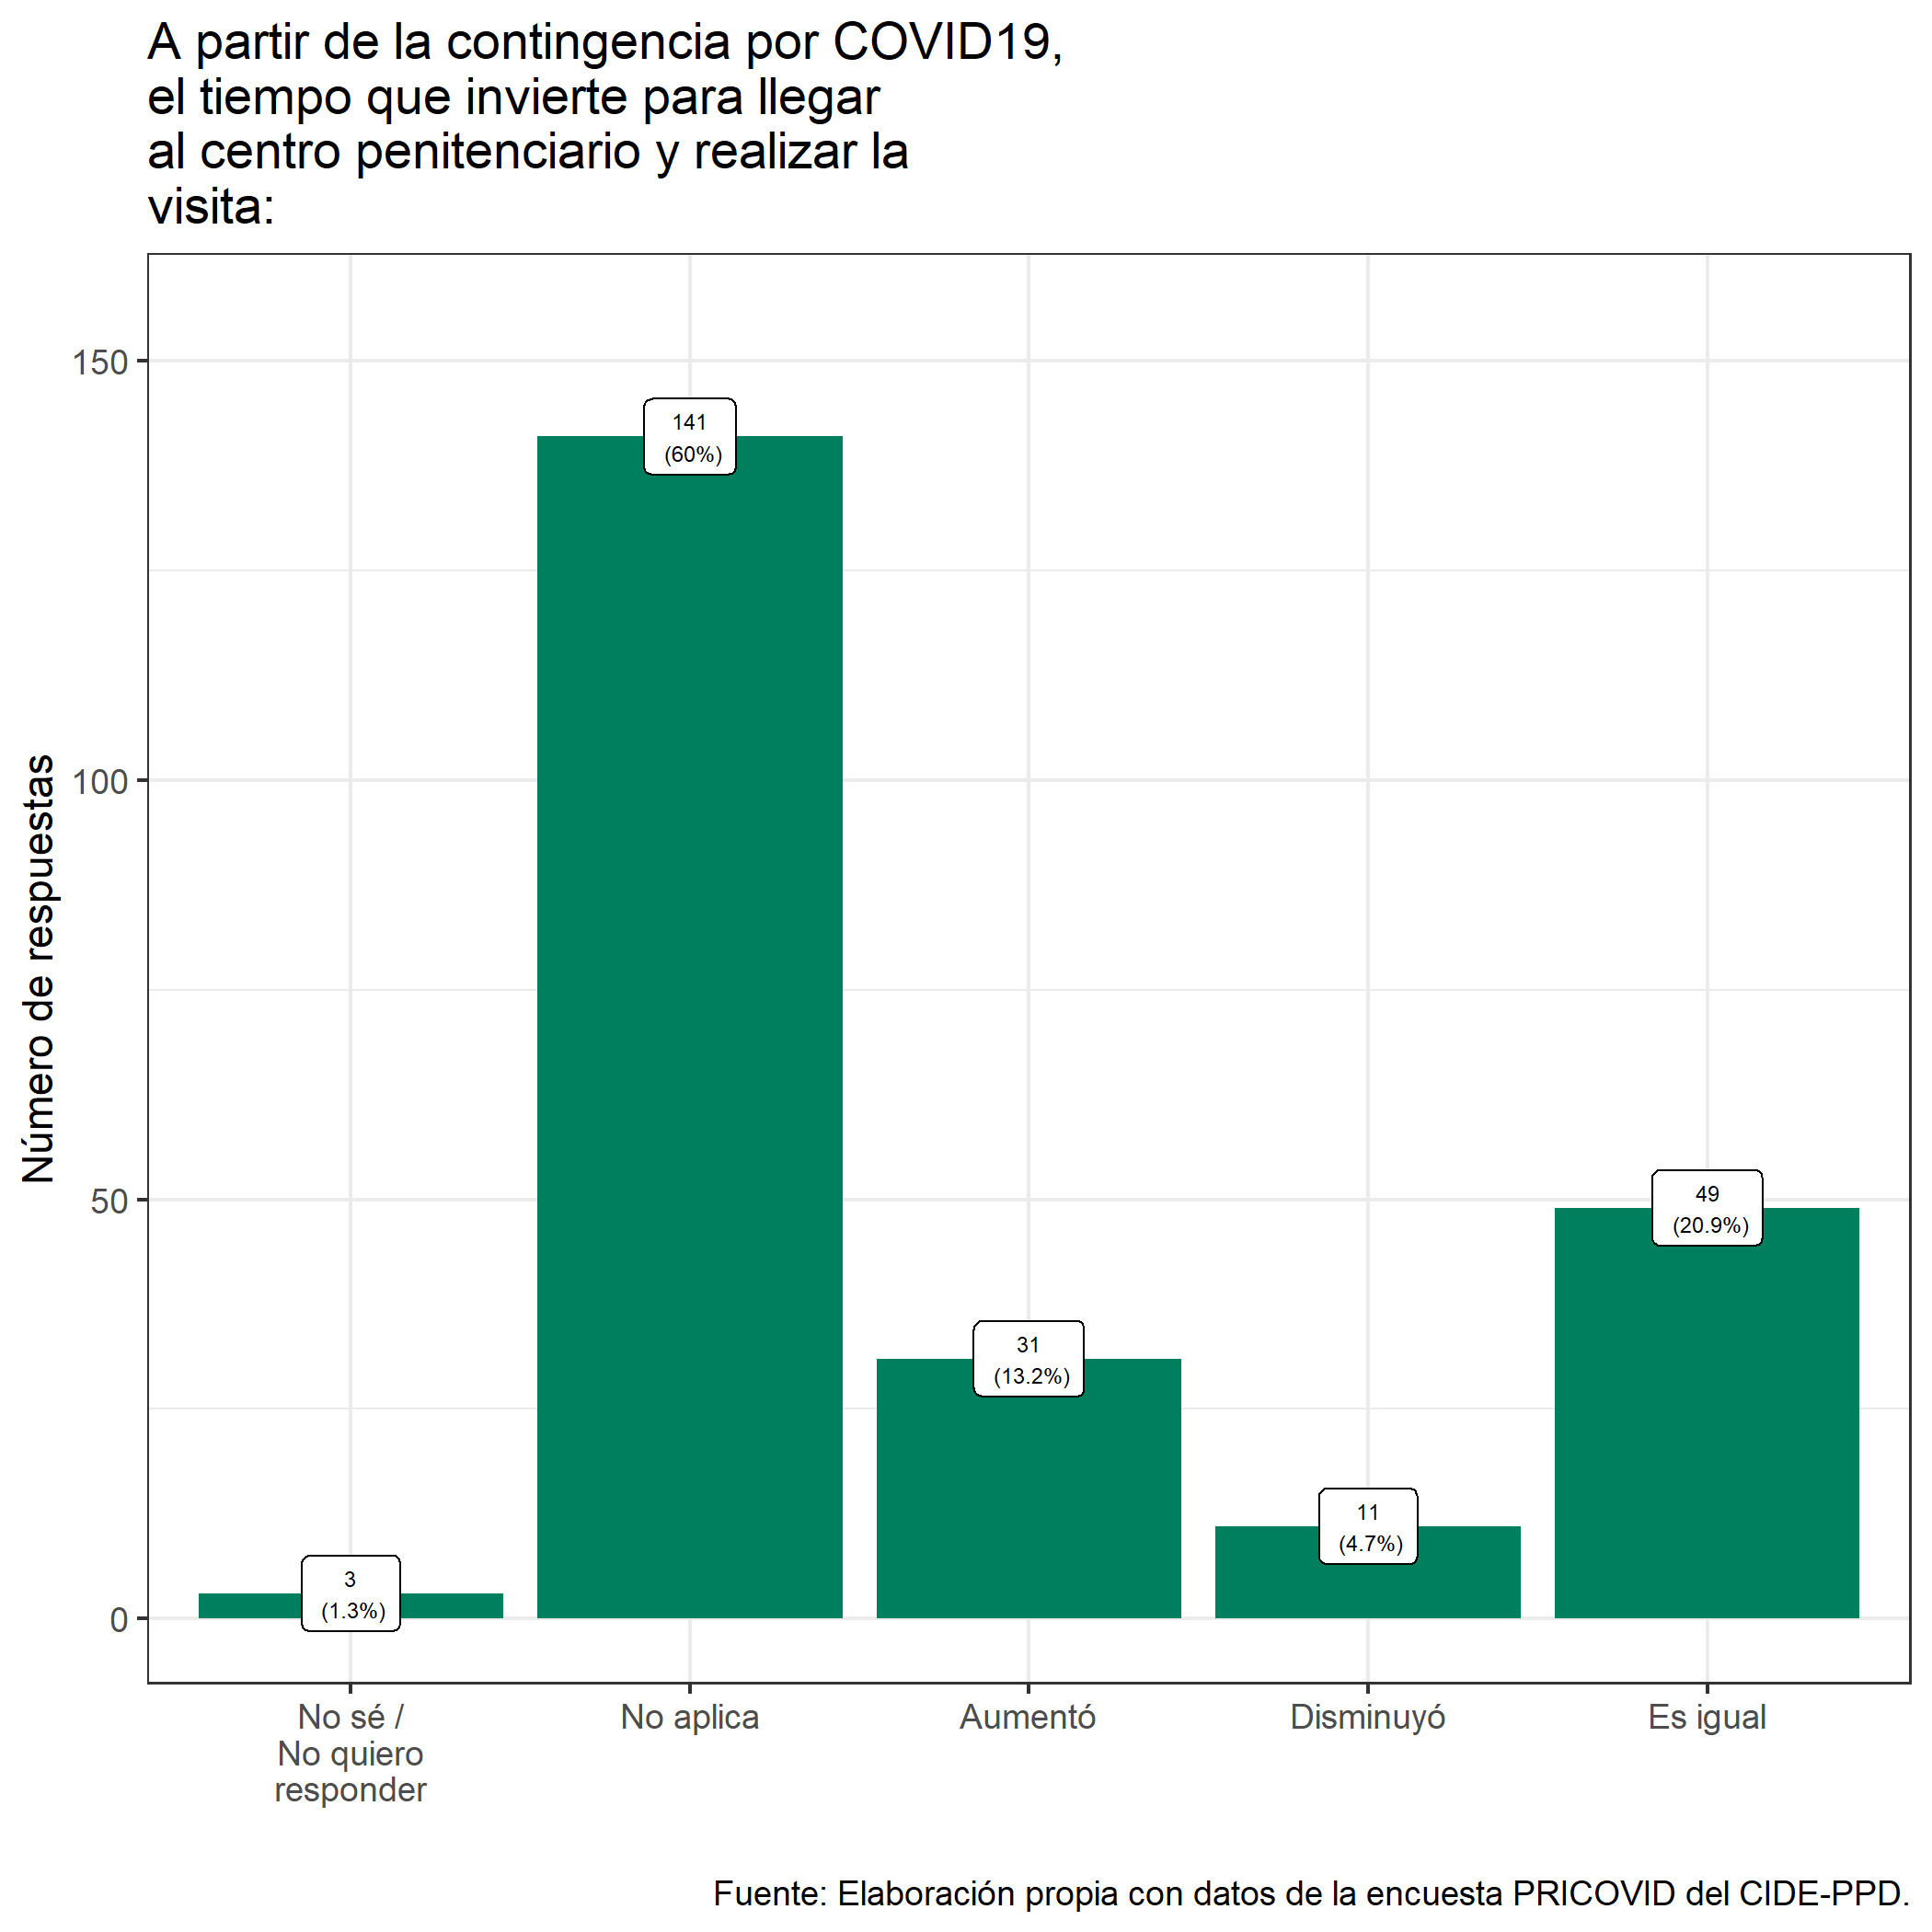 A partir de la contingencia por COVID19,
el tiempo que invierte para llegar
al centro penitenciario y realizar la
visita:
Número de respuestas
150
100
50
0
3
(1.3%)
141
(60%)
31
(13.2%)
11
(4.7%)
49
(20.9%)
No sé /
No quiero
responder
No aplica
Aumentó
Disminuyó
Es igual
Fuente: Elaboración propia con datos de la encuesta PRICOVID del CIDE-PPD.